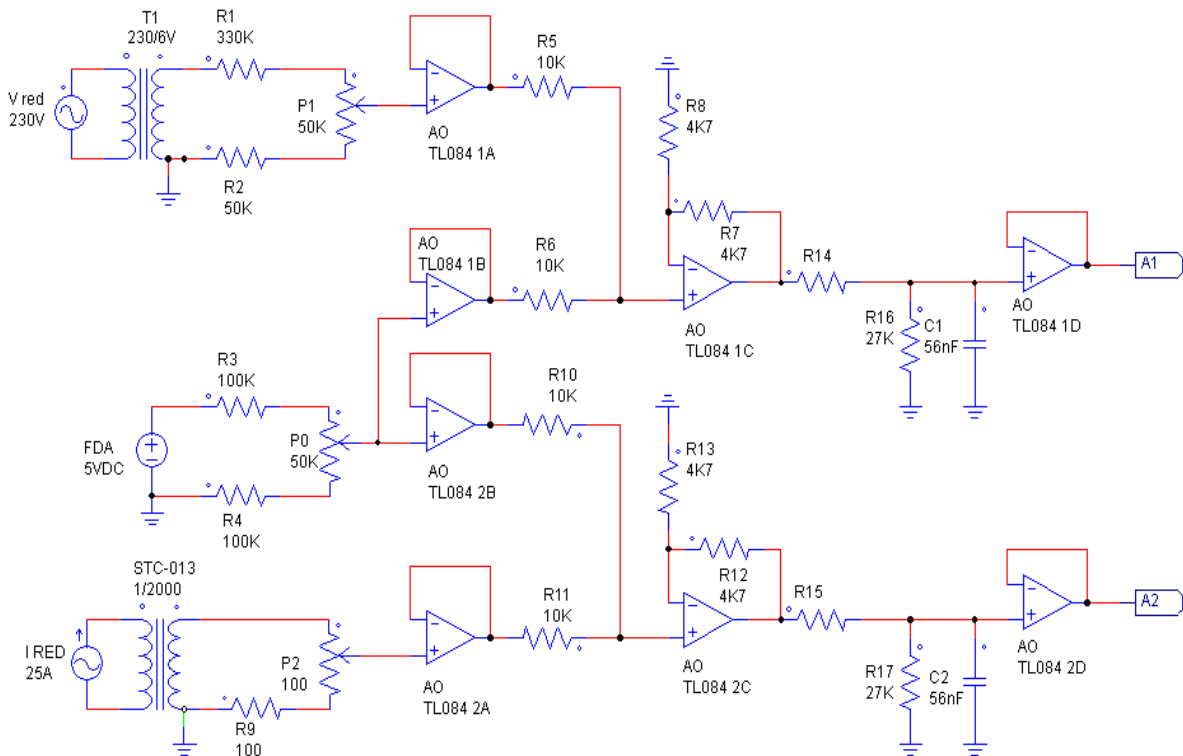 T1
230/6V
R1
330K
V red
230V
P1
50K
R2
50K
AO
TL084 1A
R5
10K
R8
4K7
R7
4K7
AO
TL084 1B
R6
10K
AO
TL084 1C
R14
R16
27K
C1
56nF
AO
TL084 1D
A1
R3
100K
FDA
5VDC
P0
50K
R4
100K
AO
TL084 2B
R10
10K
R13
4K7
R12
4K7
STC-013
1/2000
I RED
25A
P2
100
R9
100
AO
TL084 2A
R11
10K
AO
TL084 2C
R15
R17
27K
C2
56nF
AO
TL084 2D
A2